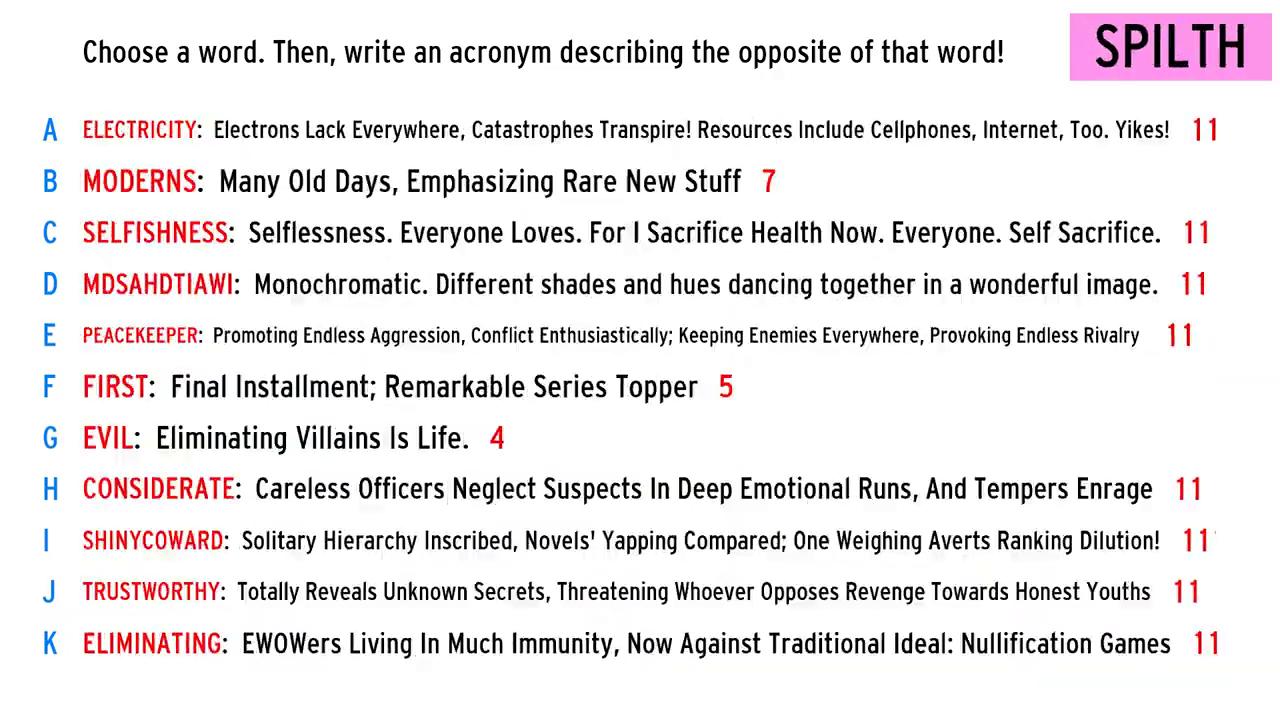 Choose a word. Then, write an acronym describing the opposite of that word!
SPILTH
A ELECTRICITY: Electrons Lack Everywhere, Catastrophes Transpire! Resources Include Cellphones, Internet, Too. Yikes! 11
B MODERNS: Many Old Days, Emphasizing Rare New Stuff 7
C SELFISHNESS: Selflessness. Everyone Loves. For I Sacrifice Health Now. Everyone. Self Sacrifice. 11
D MDSAHDTIAWI: Monochromatic. Different shades and hues dancing together in a wonderful image. 11
E PEACEKEEPER: Promoting Endless Aggression, Conflict Enthusiastically; Keeping Enemies Everywhere, Provoking Endless Rivalry 11
F FIRST: Final Installment; Remarkable Series Topper 5
G EVIL: Eliminating Villains Is Life. 4
H CONSIDERATE: Careless Officers Neglect Suspects In Deep Emotional Runs, And Tempers Enrage 11
I SHINYCOWARD: Solitary Hierarchy Inscribed, Novels' Yapping Compared; One Weighing Averts Ranking Dilution! 11
J TRUSTWORTHY: Totally Reveals Unknown Secrets, Threatening Whoever Opposes Revenge Towards Honest Youths 11
K ELIMINATING: EWOWers Living In Much Immunity, Now Against Traditional Ideal: Nullification Games 11